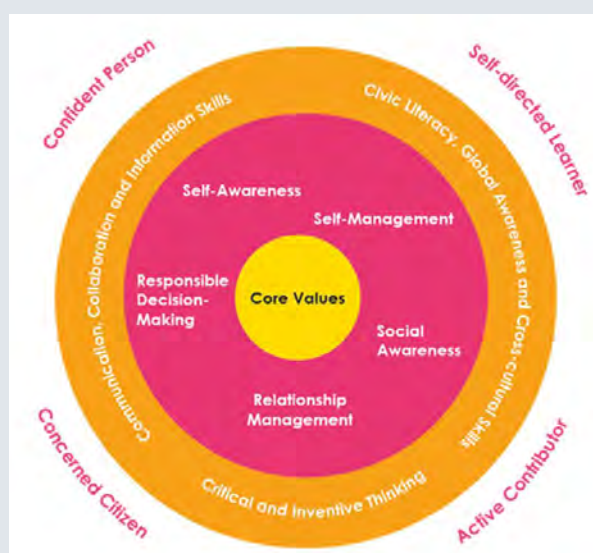 Confident Person
Self-directed Learner
Communication, Collaboration and Information Skills
Civic Literacy, Global Awareness and Cross-cultural Skills
Self-Awareness
Self-Management
Responsible
Decision-
Making
Core Values
Social
Awareness
Relationship
Management
Critical and Inventive Thinking
Concerned Citizen
Active Contributor